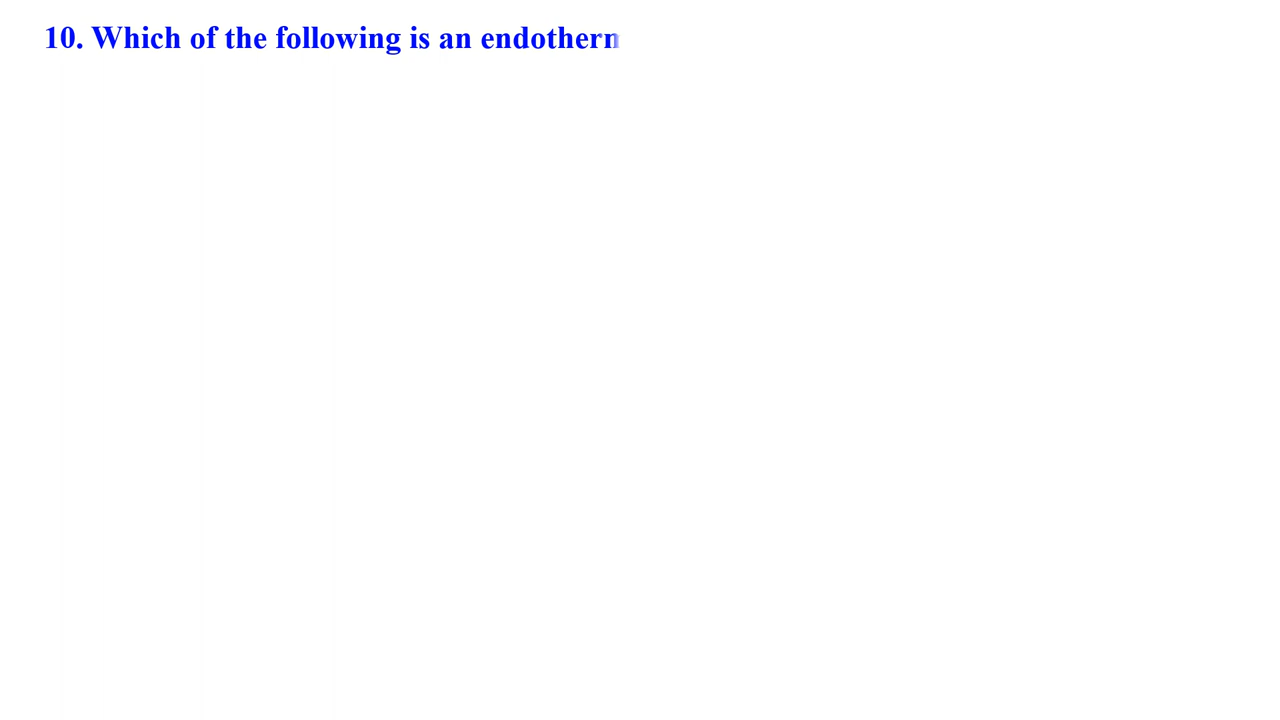 10. Which of the following is an endotherm